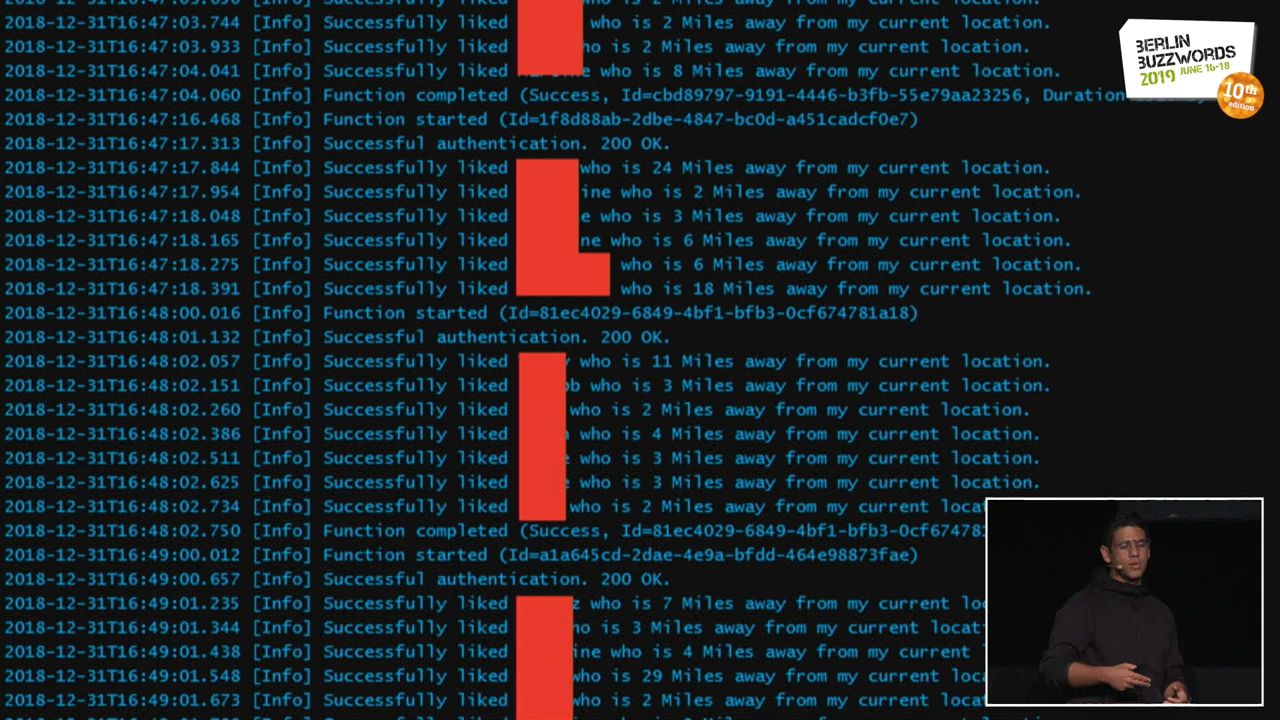 2018-12-31T16:47:03.744 [Info] Successfully liked who is 2 Miles away from my current location.
2018-12-31T16:47:03.933 [Info] Successfully liked ho is 2 Miles away from my current location.
2018-12-31T16:47:04.041 [Info] Successfully liked who is 8 Miles away from my current location.
2018-12-31T16:47:04.060 [Info] Function completed (Success, Id=cbd89797-9191-4446-b3fb-55e79aa23256, Duration
2018-12-31T16:47:16.468 [Info] Function started (Id=1f8d88ab-2dbe-4847-bc0d-a451cadcf0e7)
2018-12-31T16:47:17.313 [Info] Successful authentication. 200 OK.
2018-12-31T16:47:17.844 [Info] Successfully liked who is 24 Miles away from my current location.
2018-12-31T16:47:17.954 [Info] Successfully liked ine who is 2 Miles away from my current location.
2018-12-31T16:47:18.048 [Info] Successfully liked e who is 3 Miles away from my current location.
2018-12-31T16:47:18.165 [Info] Successfully liked ne who is 6 Miles away from my current location.
2018-12-31T16:47:18.275 [Info] Successfully liked who is 6 Miles away from my current location.
2018-12-31T16:47:18.391 [Info] Successfully liked who is 18 Miles away from my current location.
2018-12-31T16:48:00.016 [Info] Function started (Id=81ec4029-6849-4bf1-bfb3-0cf674781a18)
2018-12-31T16:48:01.132 [Info] Successful authentication. 200 OK.
2018-12-31T16:48:02.057 [Info] Successfully liked who is 11 Miles away from my current location.
2018-12-31T16:48:02.151 [Info] Successfully liked ob who is 3 Miles away from my current location.
2018-12-31T16:48:02.260 [Info] Successfully liked who is 2 Miles away from my current location.
2018-12-31T16:48:02.386 [Info] Successfully liked who is 4 Miles away from my current location.
2018-12-31T16:48:02.511 [Info] Successfully liked e who is 3 Miles away from my current location.
2018-12-31T16:48:02.625 [Info] Successfully liked e who is 3 Miles away from my current location.
2018-12-31T16:48:02.734 [Info] Successfully liked who is 2 Miles away from my current location.
2018-12-31T16:48:02.750 [Info] Function completed (Success, Id=81ec4029-6849-4bf1-bfb3-0cf67478
2018-12-31T16:49:00.012 [Info] Function started (Id=a1a645cd-2dae-4e9a-bfdd-464e98873fae)
2018-12-31T16:49:00.657 [Info] Successful authentication. 200 OK.
2018-12-31T16:49:01.235 [Info] Successfully liked z who is 7 Miles away from my current lo
2018-12-31T16:49:01.344 [Info] Successfully liked ho is 3 Miles away from my current locat
2018-12-31T16:49:01.438 [Info] Successfully liked ine who is 4 Miles away from my current
2018-12-31T16:49:01.548 [Info] Successfully liked who is 29 Miles away from my current loca
2018-12-31T16:49:01.673 [Info] Successfully liked who is 2 Miles away from my current loca
BERLIN
BUZZWORDS
2019 JUNE 16-18
10th
edition